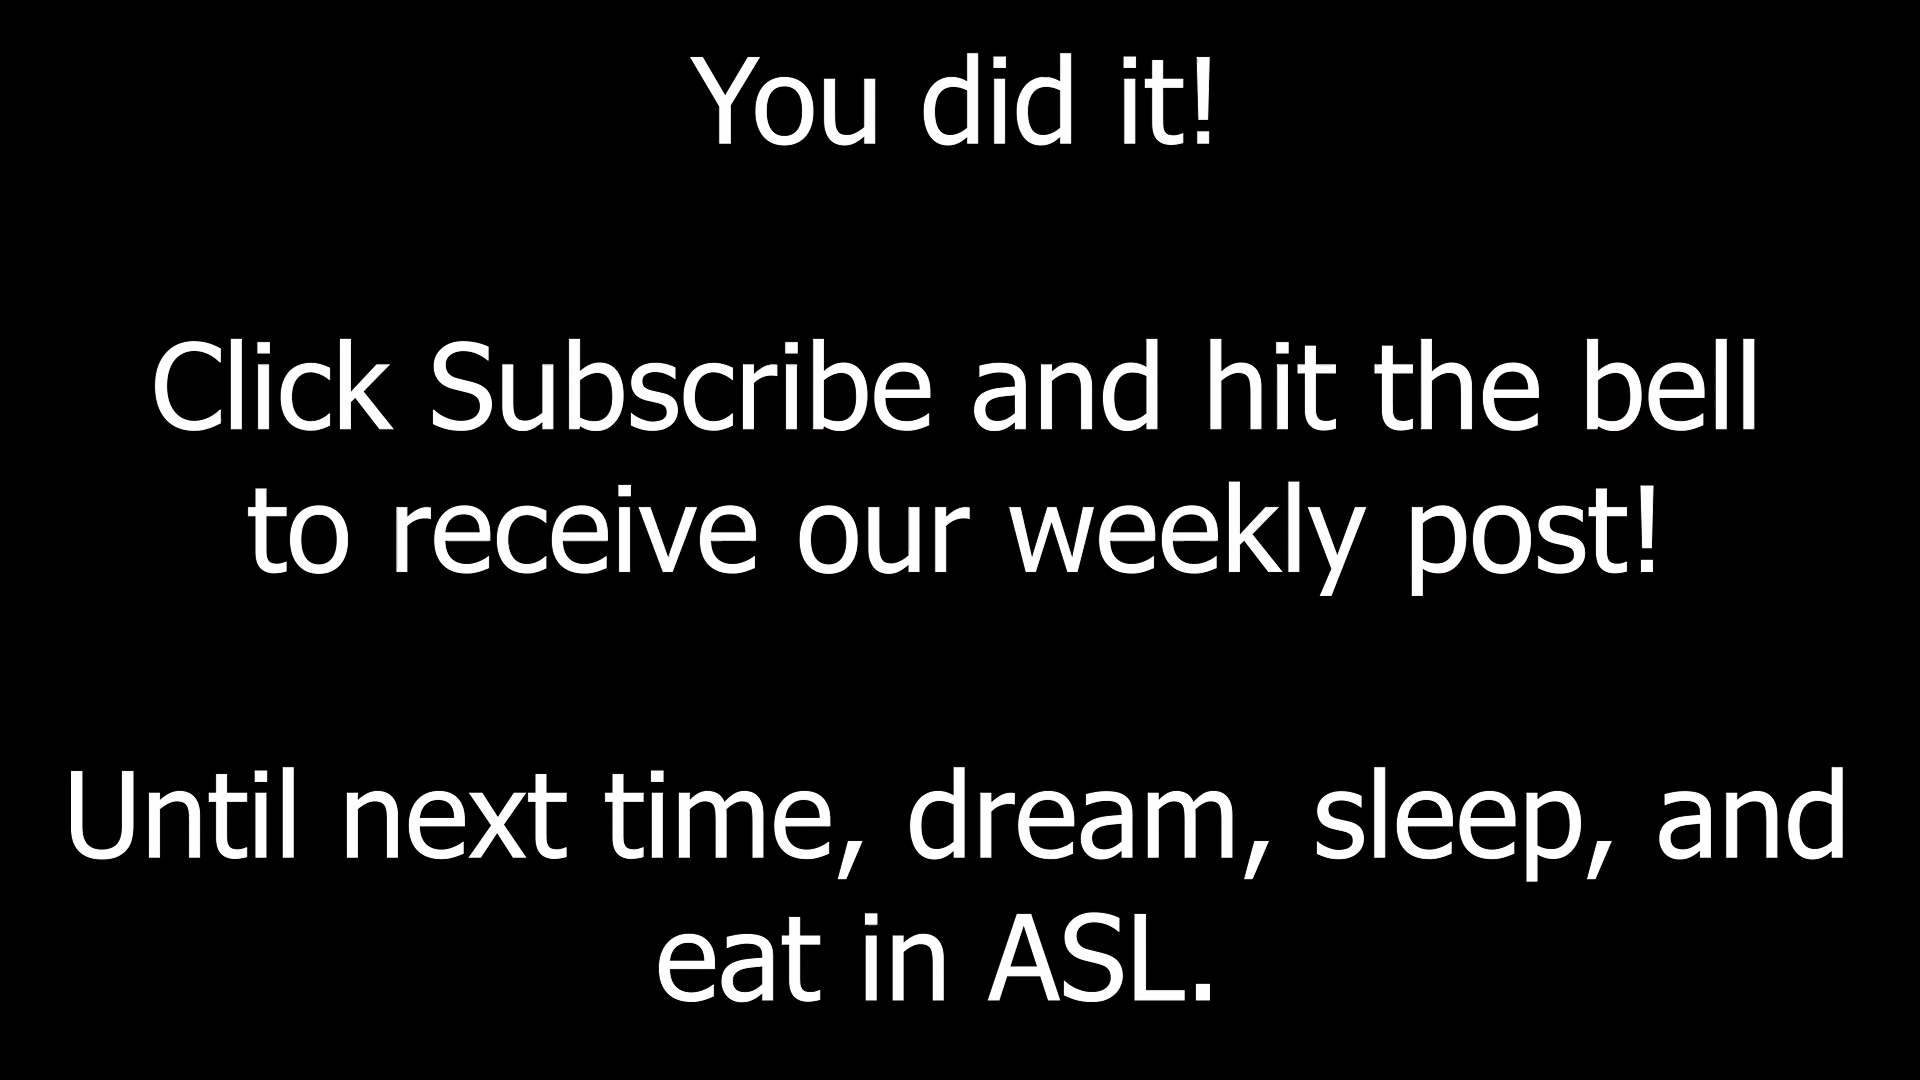 You did it!
Click Subscribe and hit the bell
to receive our weekly post!
Until next time, dream, sleep, and
eat in ASL.